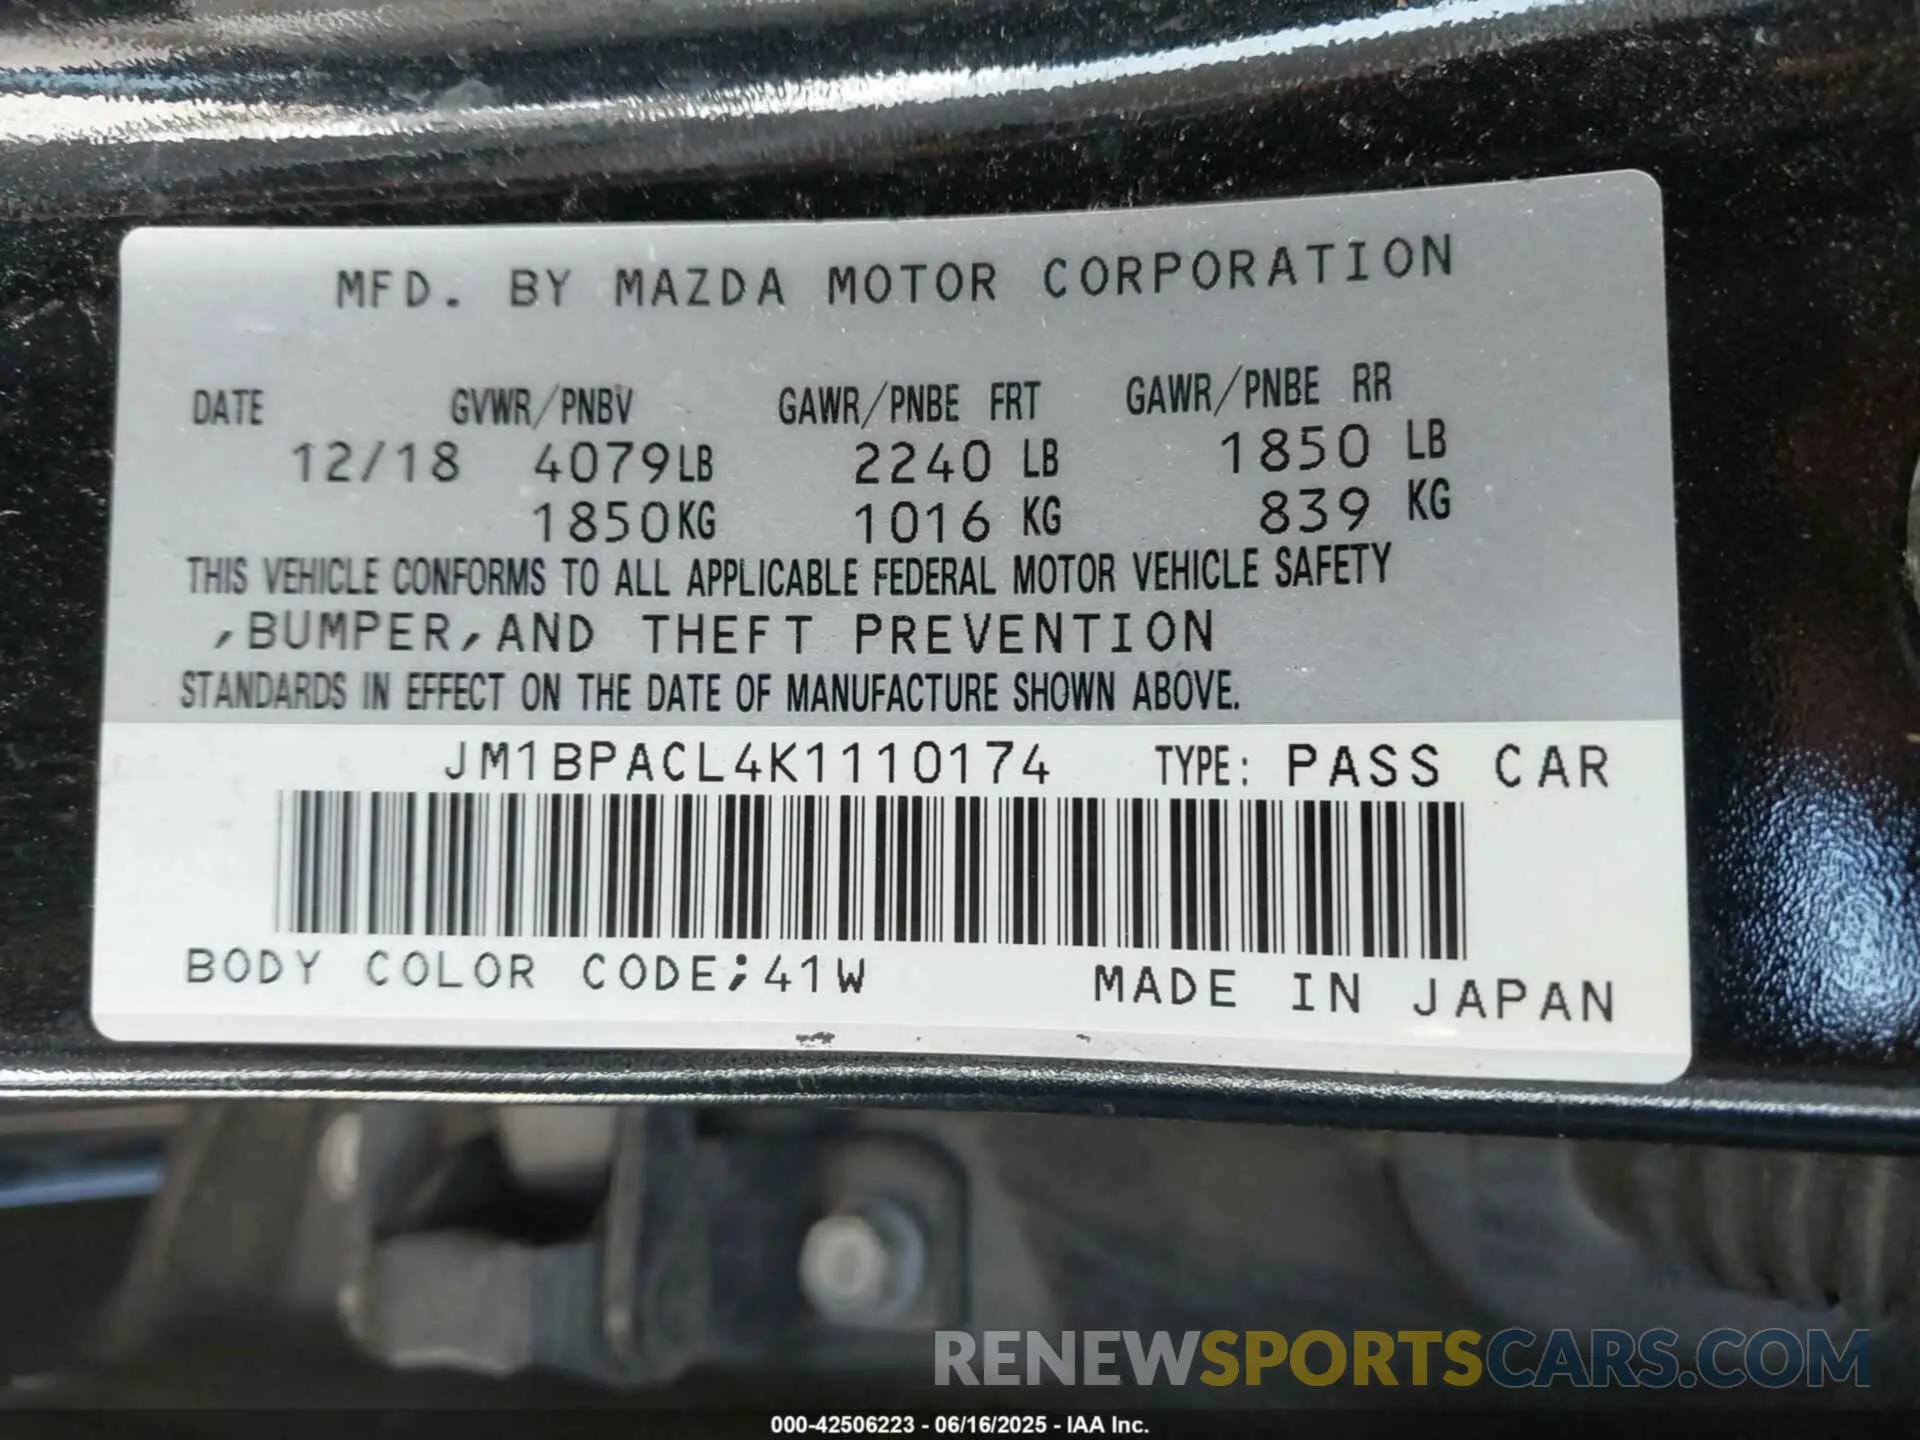 MFD. BY MAZDA MOTOR CORPORATION
DATE GVWR/PNBV GAWR/PNBE FRT GAWR/PNBE RR
12/18 4079LB 2240 LB 1850 LB
1850KG 1016 KG 839 KG
THIS VEHICLE CONFORMS TO ALL APPLICABLE FEDERAL MOTOR VEHICLE SAFETY
,BUMPER,AND THEFT PREVENTION
STANDARDS IN EFFECT ON THE DATE OF MANUFACTURE SHOWN ABOVE.
JM1BPACL4K1110174 TYPE: PASS CAR
BODY COLOR CODE;41W MADE IN JAPAN
RENEWSPORTSCARS.COM
000-42506223 - 06/16/2025 - IAA Inc.